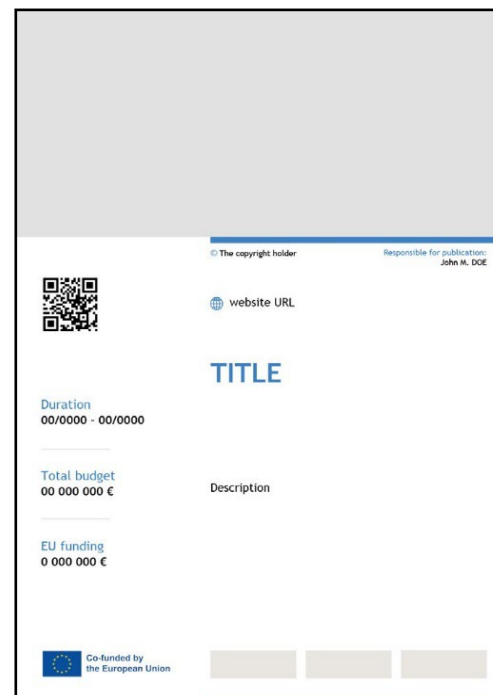 © The copyright holder
Responsible for publication:
John M. DOE
website URL
TITLE
Duration
00/0000 - 00/0000
Total budget
00 000 000 €
Description
EU funding
0 000 000 €
Co-funded by
the European Union